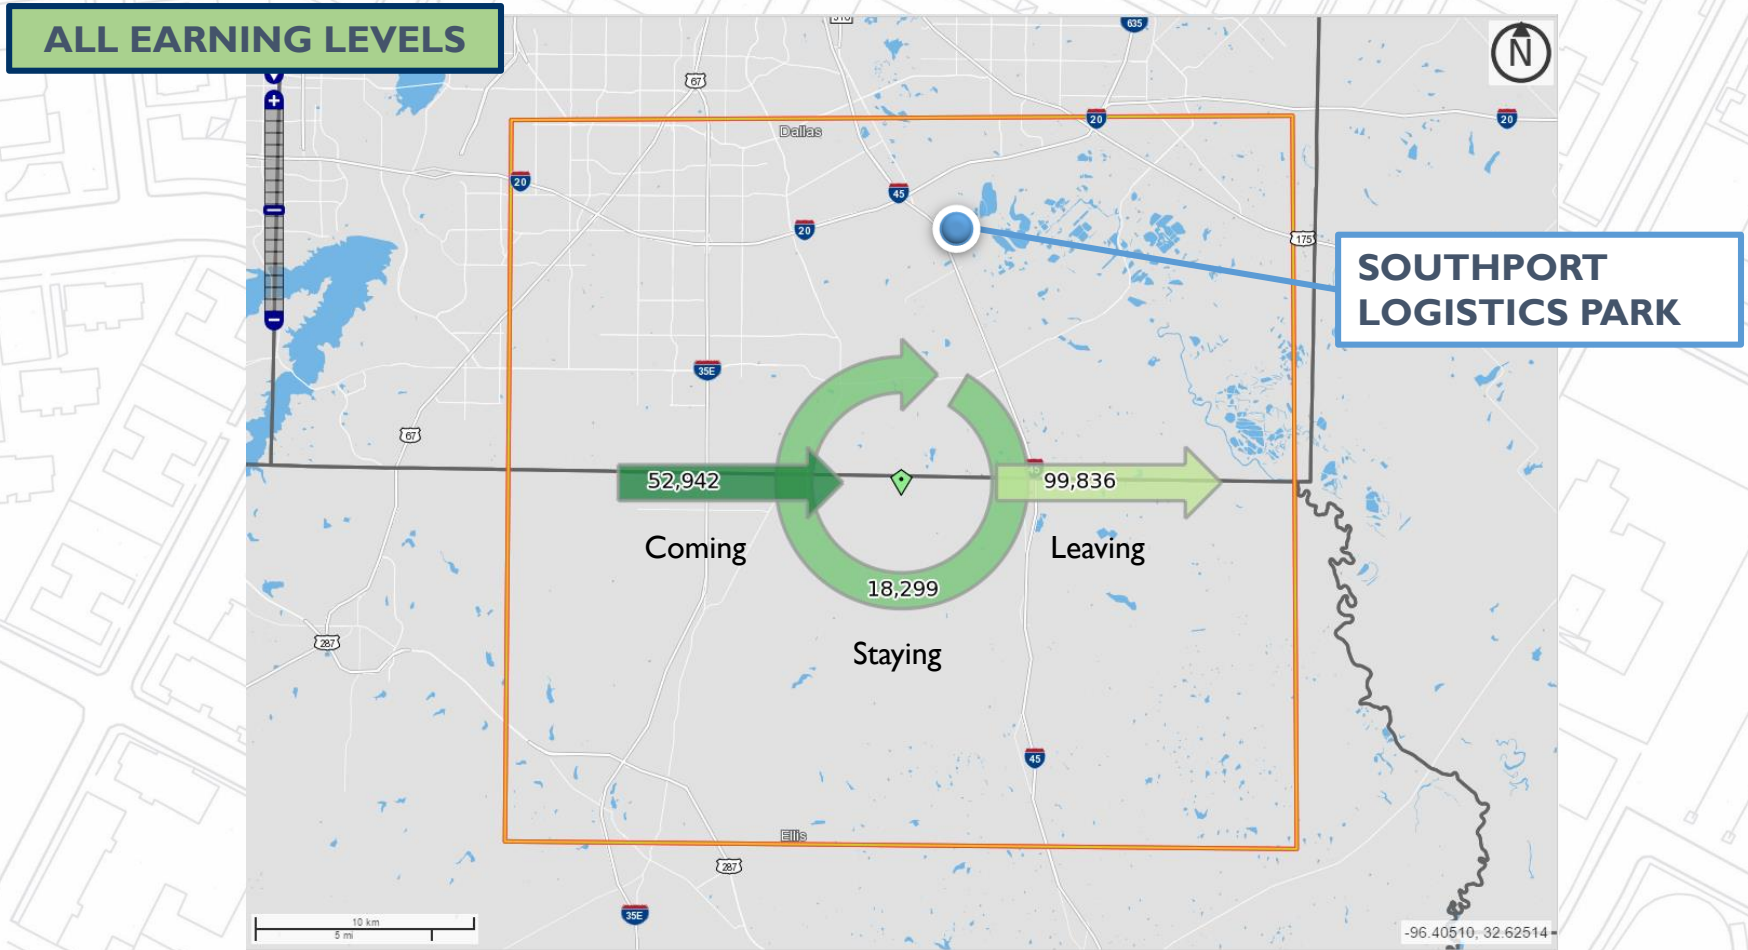 ALL EARNING LEVELS
635
N
67
20
20
Dallas
20
45
20
175
SOUTHPORT
LOGISTICS PARK
35E
67
45
52,942
99,836
Coming
Leaving
18,299
Staying
287
45
Ellis
287
35E
10 km
5 mi
-96.40510, 32.62514